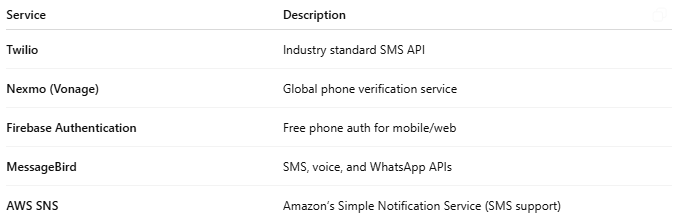 Service Description
Twilio Industry standard SMS API
Nexmo (Vonage) Global phone verification service
Firebase Authentication Free phone auth for mobile/web
MessageBird SMS, voice, and WhatsApp APIs
AWS SNS Amazon’s Simple Notification Service (SMS support)